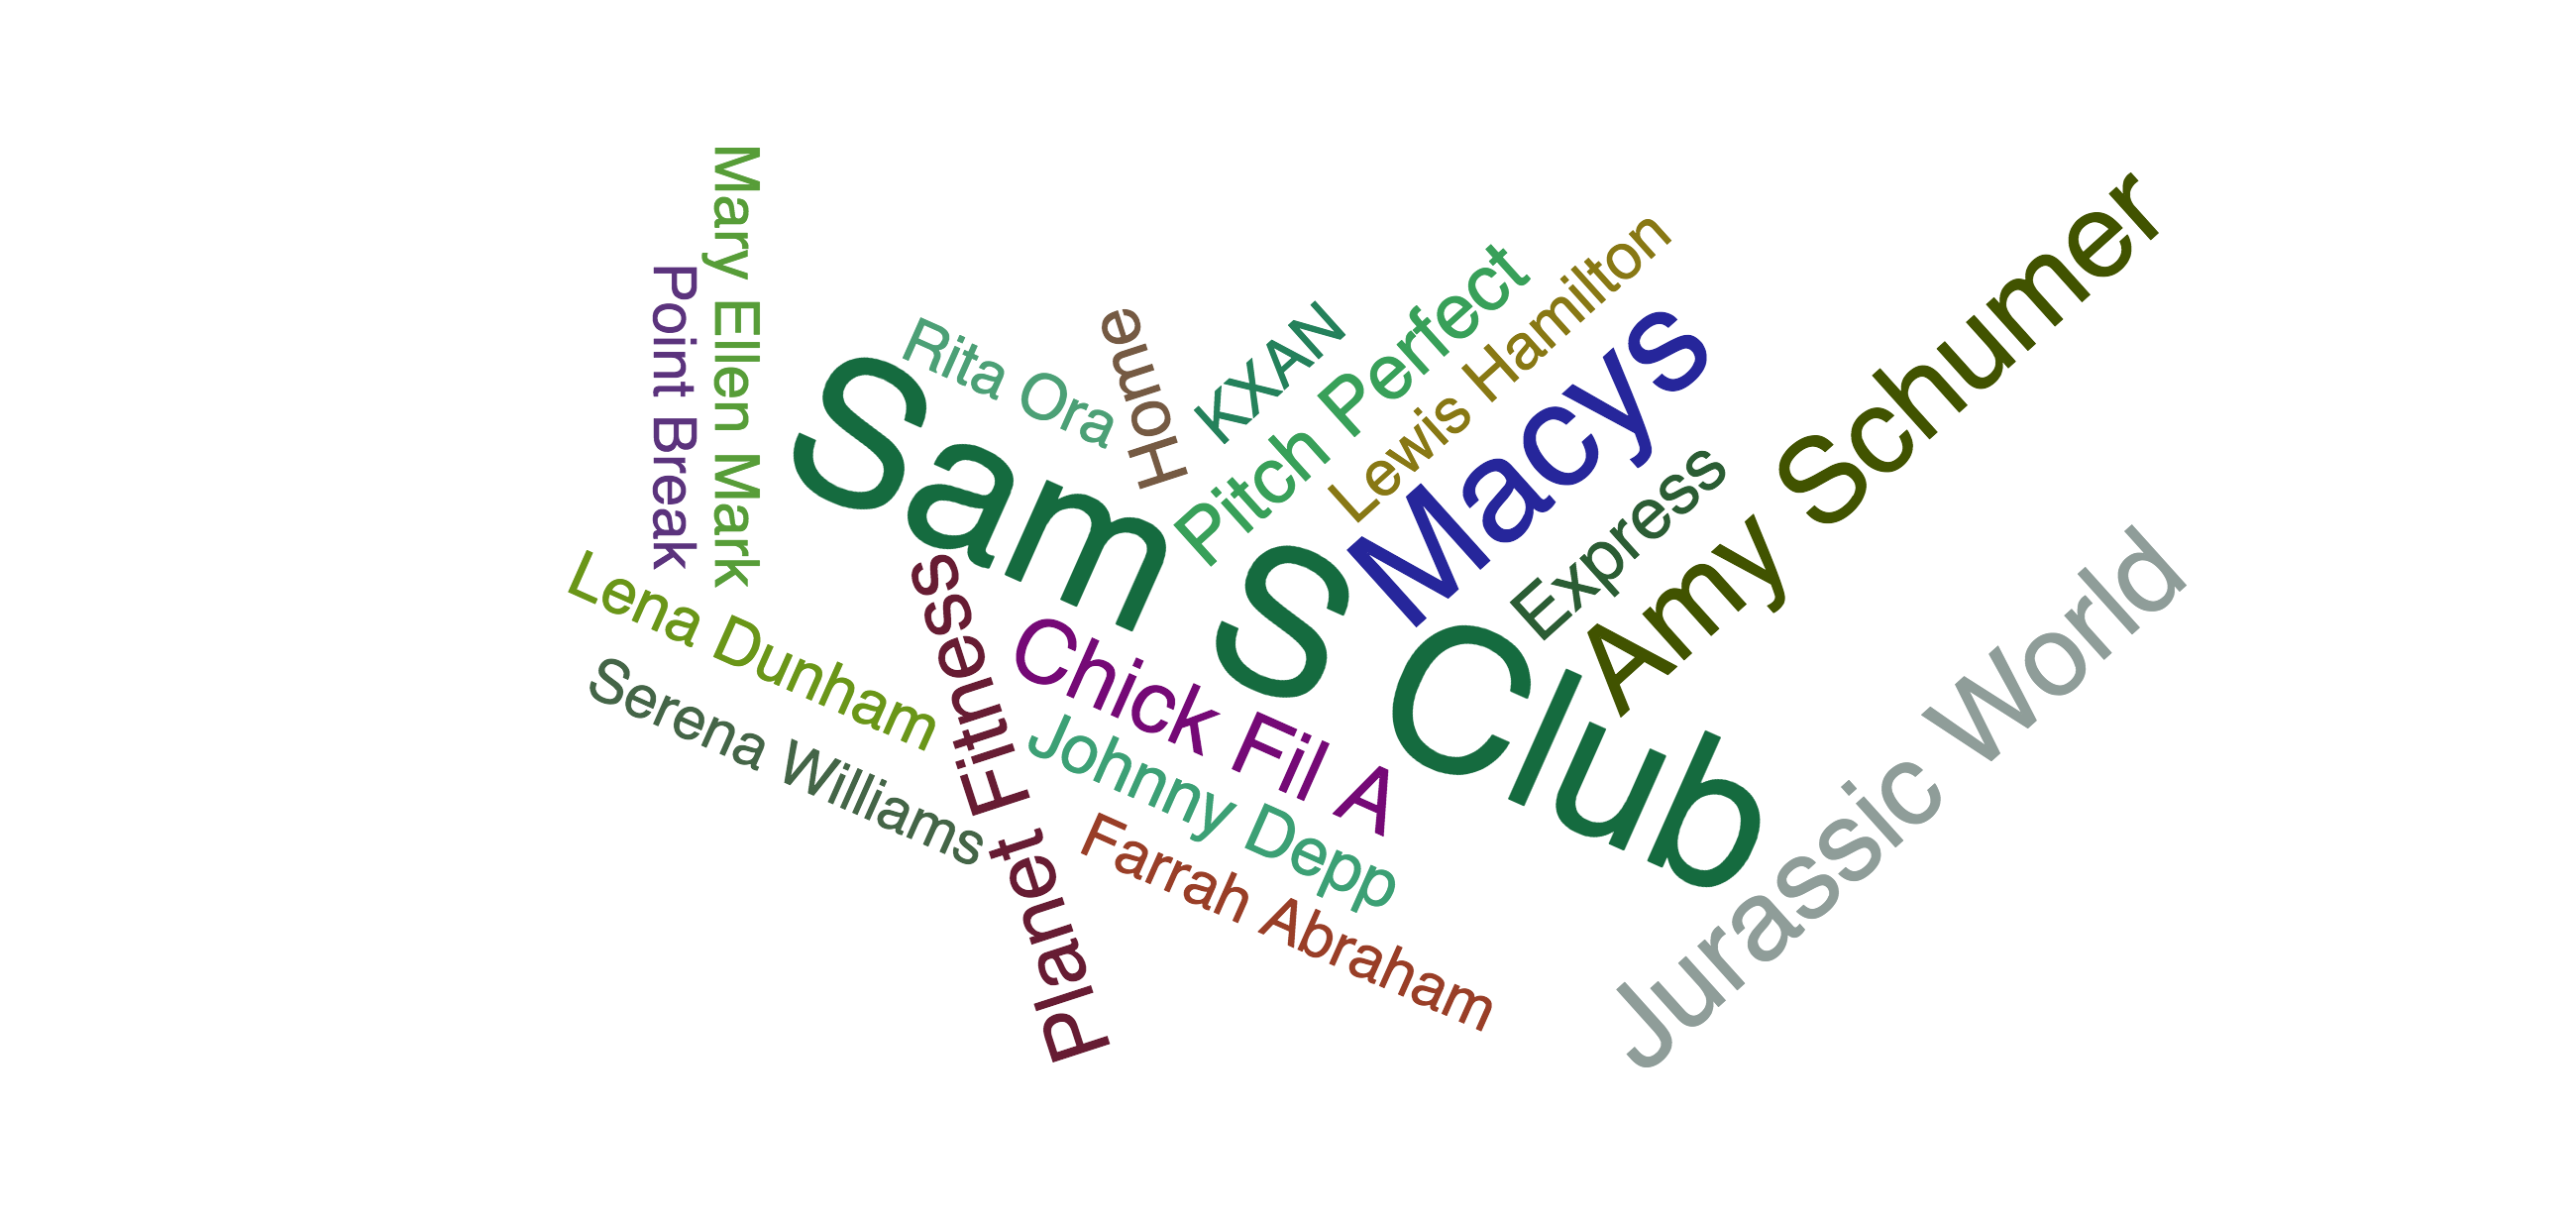 Mary Ellen Mark
Point Break
Rita Ora
Home
KXAN
Pitch Perfect
Lewis Hamilton
Macys
Express
Amy Schumer
Sam S Club
Lena Dunham
Serena Williams
Planet Fitness
Chick Fil A
Johnny Depp
Farrah Abraham
Jurassic World